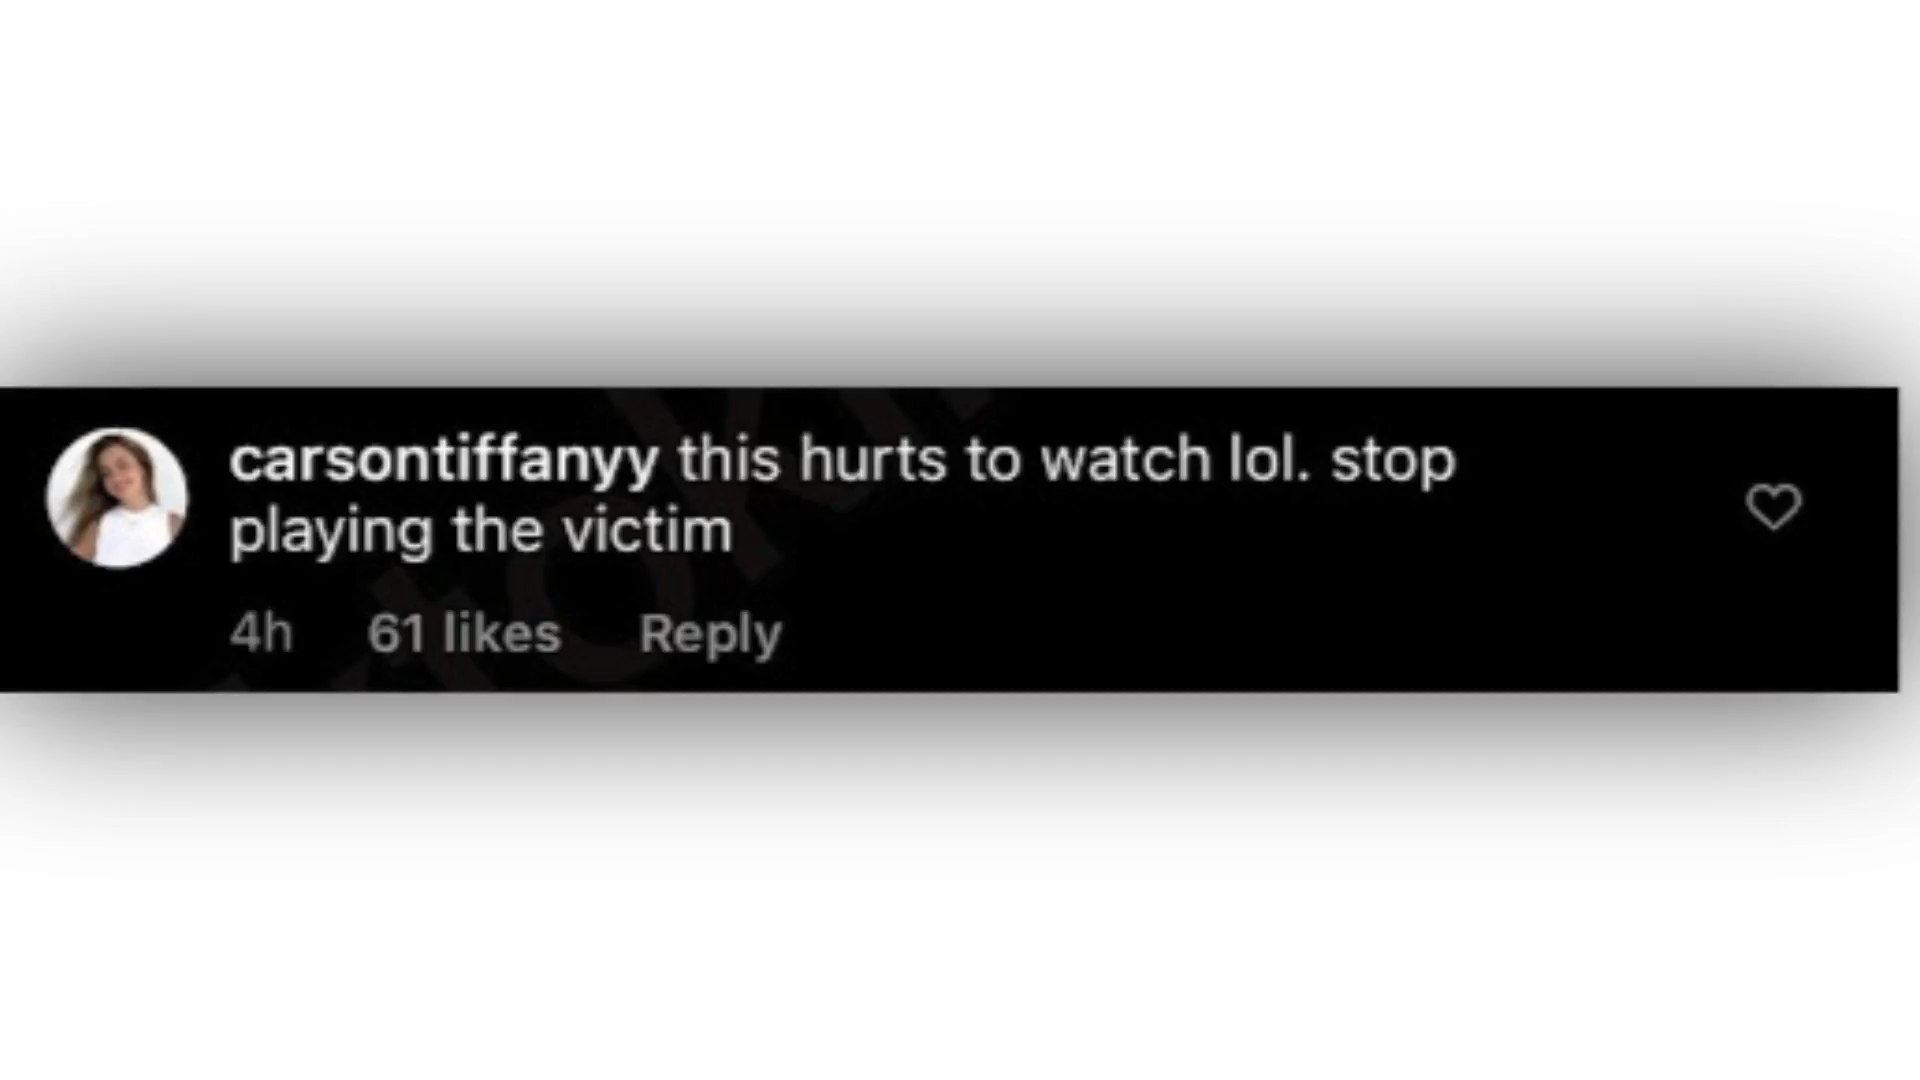 carsontiffanyy this hurts to watch lol. stop
playing the victim
4h 61 likes Reply